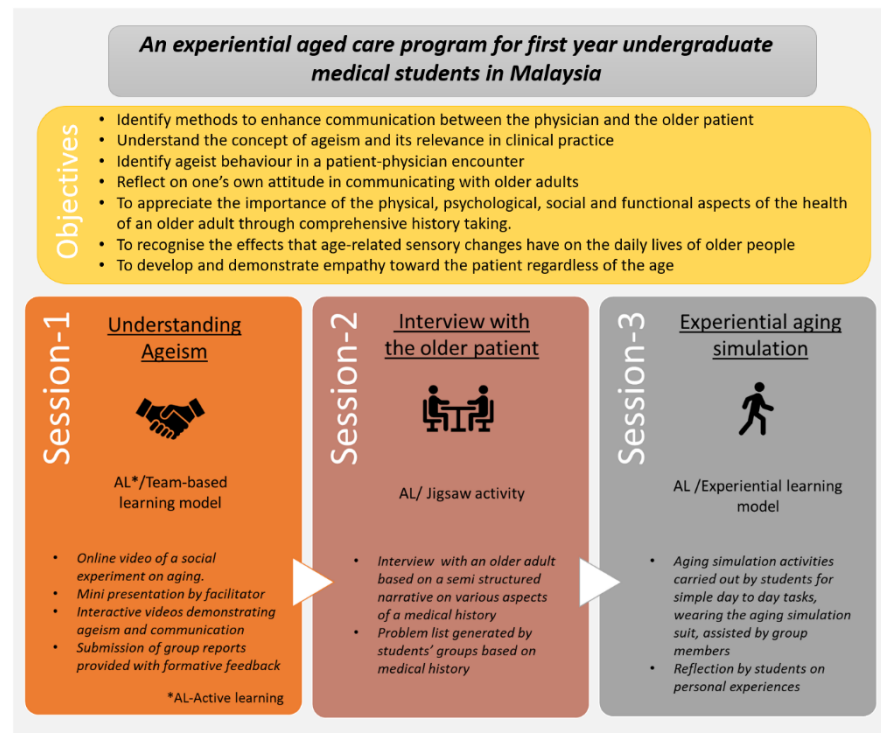 An experiential aged care program for first year undergraduate
medical students in Malaysia
Objectives
• Identify methods to enhance communication between the physician and the older patient
• Understand the concept of ageism and its relevance in clinical practice
• Identify ageist behaviour in a patient-physician encounter
• Reflect on one's own attitude in communicating with older adults
• To appreciate the importance of the physical, psychological, social and functional aspects of the health
of an older adult through comprehensive history taking.
• To recognise the effects that age-related sensory changes have on the daily lives of older people
• To develop and demonstrate empathy toward the patient regardless of the age
Session-1
Understanding
Ageism
AL*/Team-based
learning model
• Online video of a social
experiment on aging.
• Mini presentation by facilitator
• Interactive videos demonstrating
ageism and communication
• Submission of group reports
provided with formative feedback
*AL-Active learning
Session-2
Interview with
the older patient
AL/ Jigsaw activity
• Interview with an older adult
based on a semi structured
narrative on various aspects
of a medical history
• Problem list generated by
students' groups based on
medical history
Session-3
Experiential aging
simulation
AL /Experiential learning
model
• Aging simulation activities
carried out by students for
simple day to day tasks,
wearing the aging simulation
suit, assisted by group
members
• Reflection by students on
personal experiences